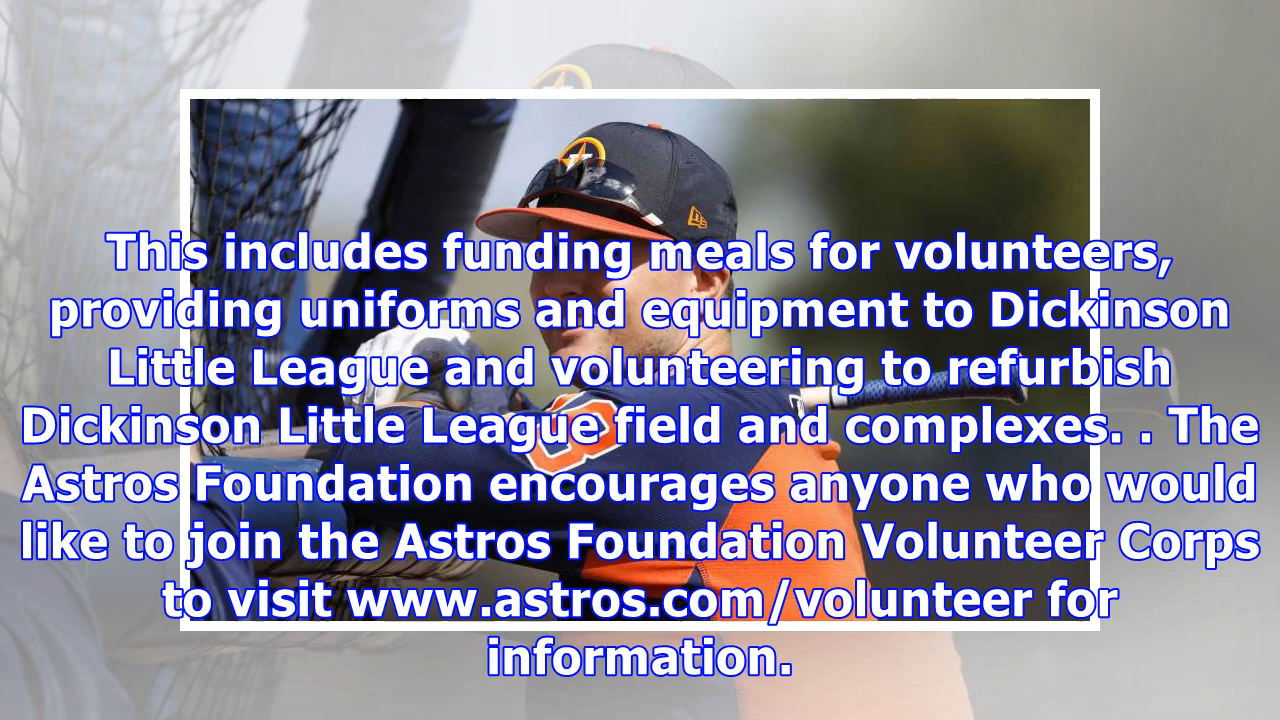 This includes funding meals for volunteers,
providing uniforms and equipment to Dickinson
Little League and volunteering to refurbish
Dickinson Little League field and complexes. . The
Astros Foundation encourages anyone who would
like to join the Astros Foundation Volunteer Corps
to visit www.astros.com/volunteer for
information.